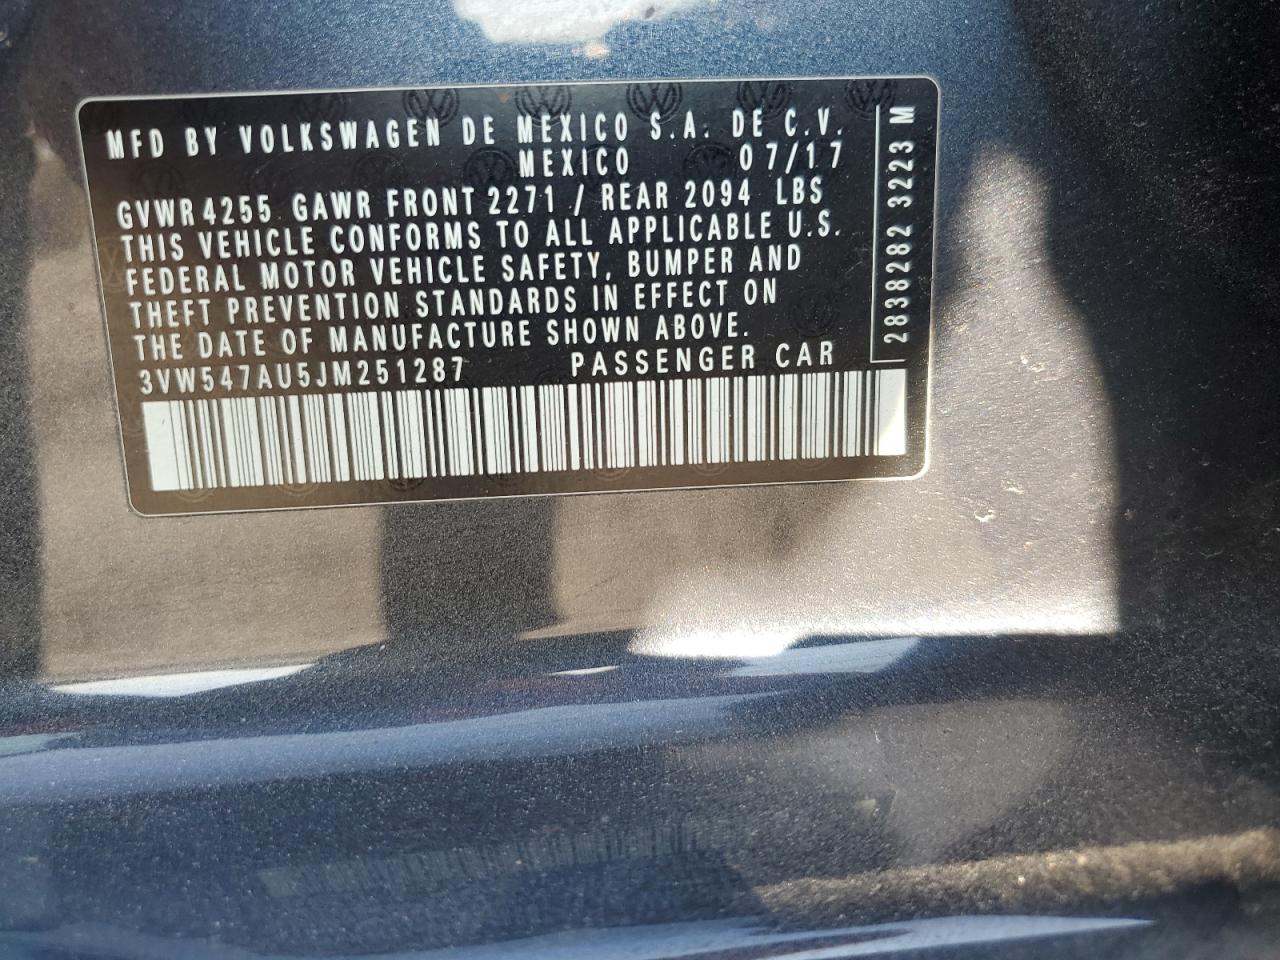 MFD BY VOLKSWAGEN DE MEXICO S.A. DE C.V.
MEXICO 07/17
GVWR 4255 GAWR FRONT 2271 / REAR 2094 LBS
THIS VEHICLE CONFORMS TO ALL APPLICABLE U.S.
FEDERAL MOTOR VEHICLE SAFETY, BUMPER AND
THEFT PREVENTION STANDARDS IN EFFECT ON
THE DATE OF MANUFACTURE SHOWN ABOVE.
3VW547AU5JM251287 PASSENGER CAR
2838282 3223 M